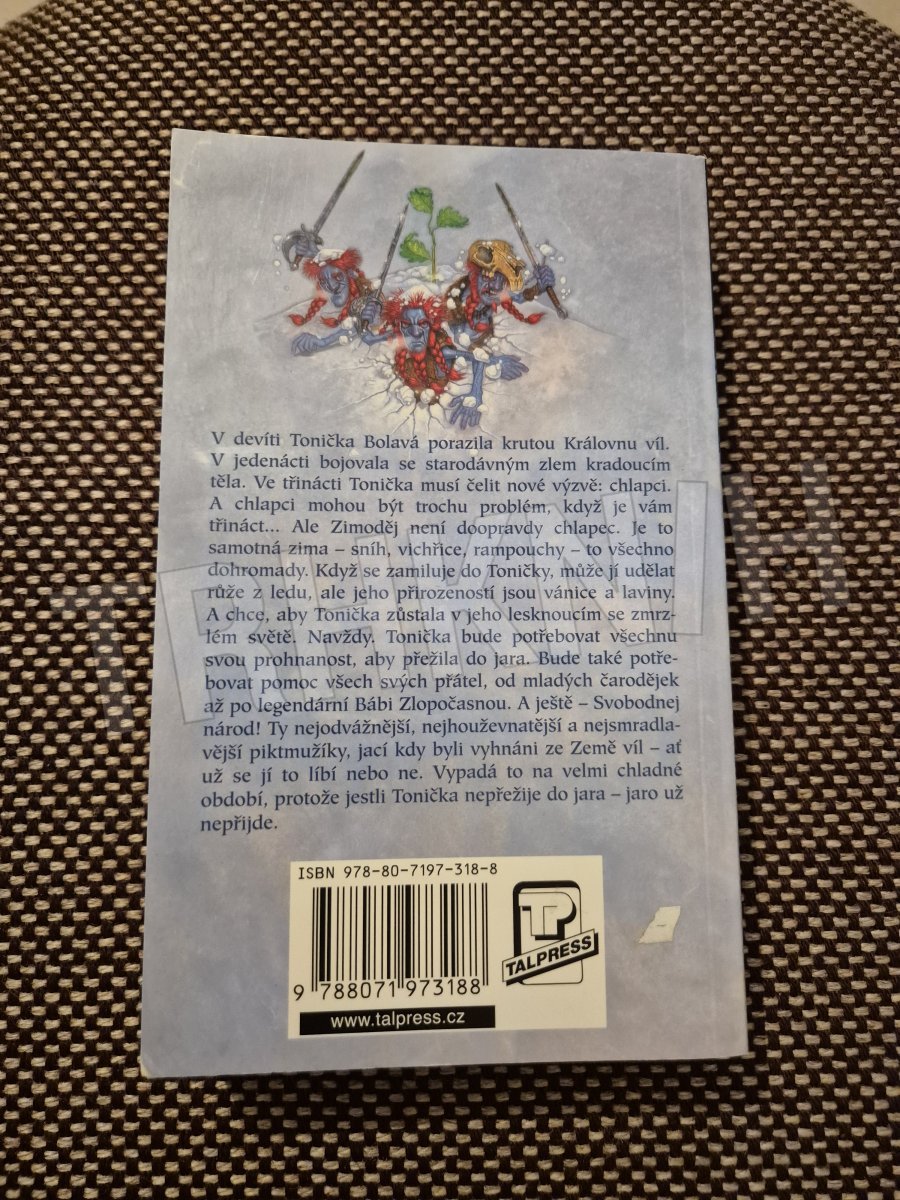 V devíti Tonička Bolavá porazila krutou Královnu víl.
V jedenácti bojovala se starodávným zlem kradoucím
těla. Ve třinácti Tonička musí čelit nové výzvě: chlapci.
A chlapci mohou být trochu problém, když je vám
třináct... Ale Zimoděj není doopravdy chlapec. Je to
samotná zima – sníh, vichřice, rampouchy – to všechno
dohromady. Když se zamiluje do Toničky, může jí udělat
růže z ledu, ale jeho přirozeností jsou vánice a laviny.
A chce, aby Tonička zůstala v jeho lesknoucím se zmrz-
lém světě. Navždy. Tonička bude potřebovat všechnu
svou prohnanost, aby přežila do jara. Bude také potře-
bovat pomoc všech svých přátel, od mladých čarodějek
až po legendární Bábi Zlopočasnou. A ještě – Svobodnej
národ! Ty nejodvážnější, nejhouževnatější a nejsmradla-
vější piktmužíky, jací kdy byli vyhnáni ze Země víl – ať
už se jí to líbí nebo ne. Vypadá to na velmi chladné
období, protože jestli Tonička nepřežije do jara – jaro už
nepřijde.
TRHKNIH
ISBN 978-80-7197-318-8
TP
TALPRESS
9 788071 973188
www.talpress.cz